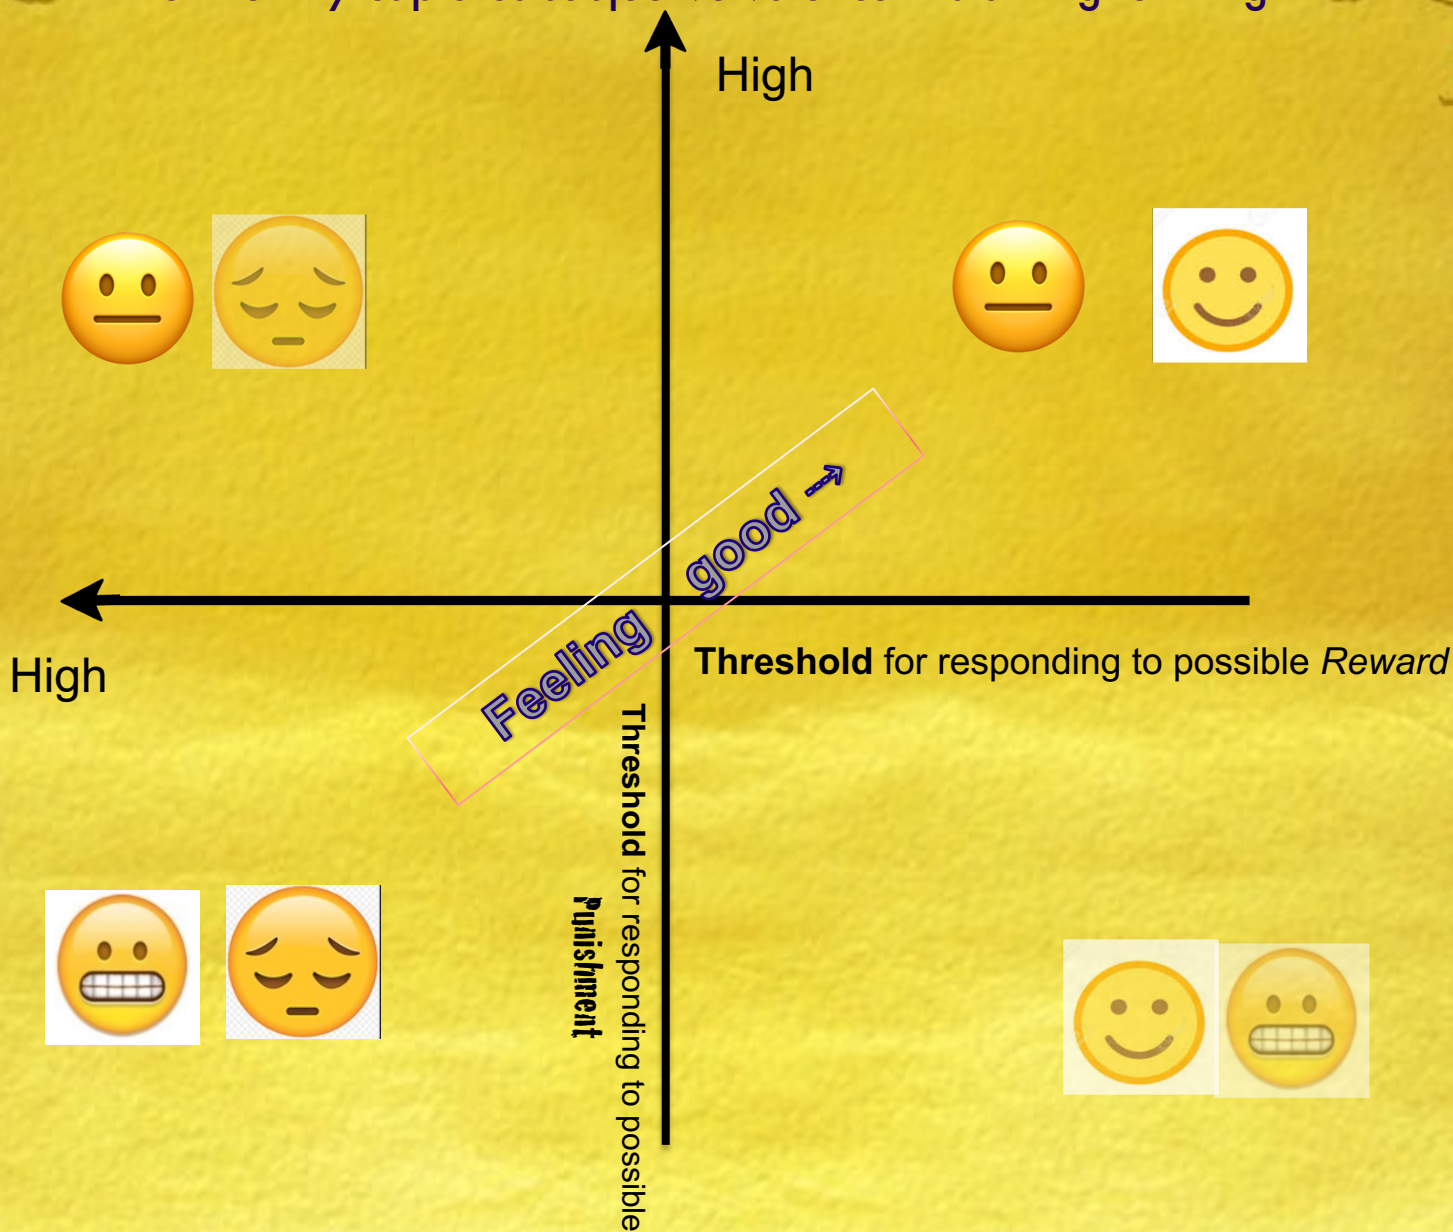 High
Feeling good →
High
Threshold for responding to possible Reward
Threshold for responding to possible
Punishment